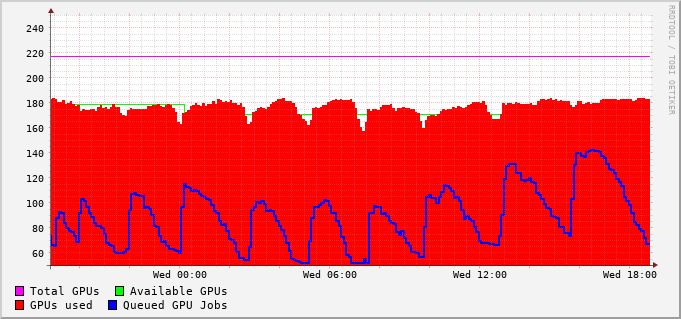 RRDTOOL / TOBI OETIKER
240
220
200
180
160
140
120
100
80
60
Wed 00:00 Wed 06:00 Wed 12:00 Wed 18:00
Total GPUs Available GPUs
GPUs used Queued GPU Jobs